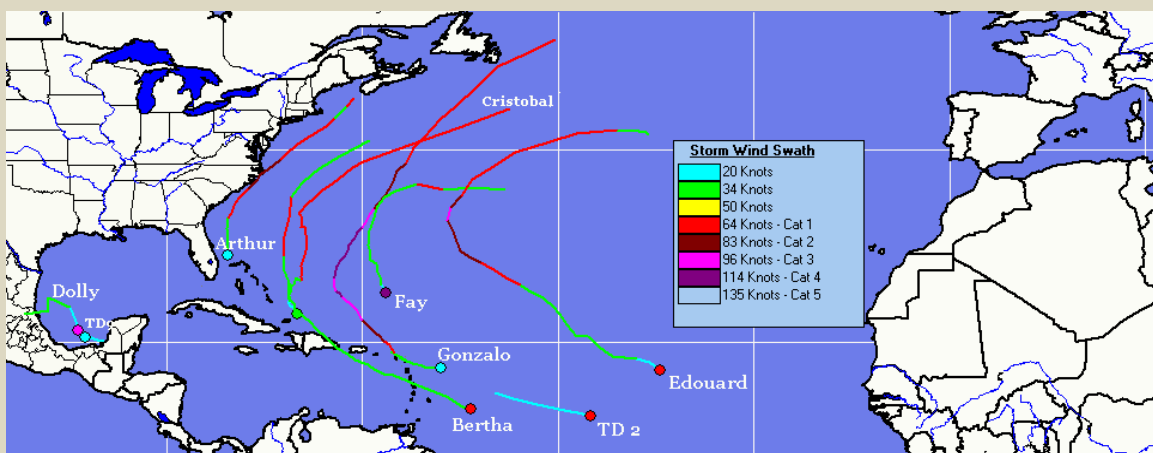 Cristobal
Storm Wind Swath
20 Knots
34 Knots
50 Knots
64 Knots - Cat 1
83 Knots - Cat 2
96 Knots - Cat 3
114 Knots - Cat 4
135 Knots - Cat 5
Arthur
Dolly
Fay
Gonzalo
Edouard
Bertha
TD 2